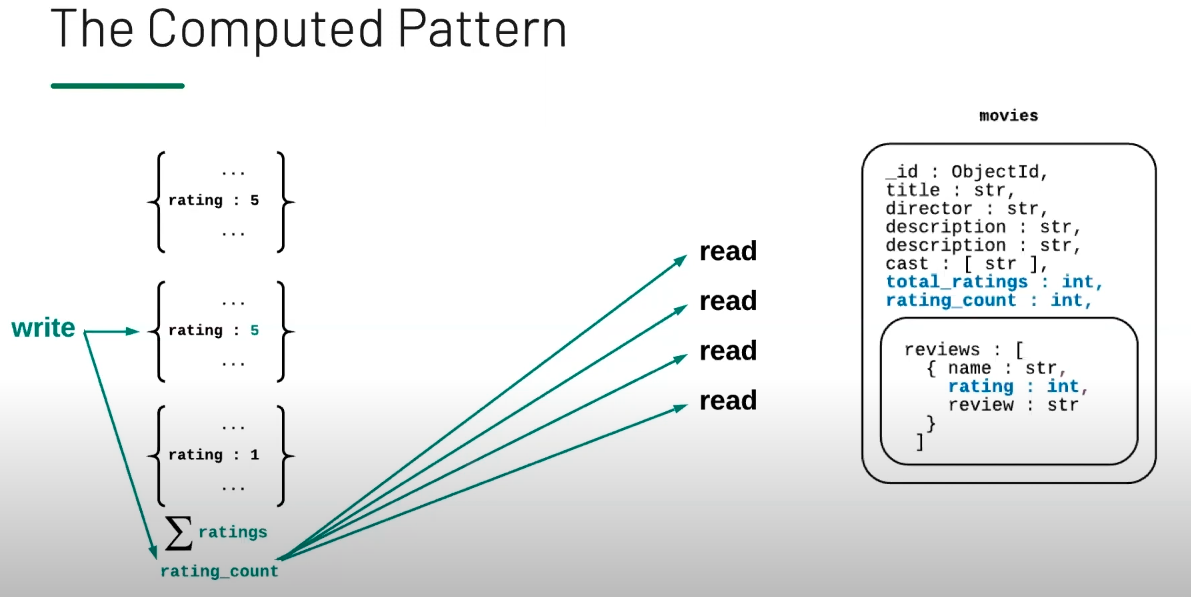 The Computed Pattern
...
rating : 5
...
write
...
rating : 5
...
...
rating : 1
...
∑ ratings
rating_count
read
read
read
read
movies
_id : ObjectId,
title : str,
director : str,
description : str,
description : str,
cast : [ str ],
total_ratings : int,
rating_count : int,
reviews : [
{ name : str,
rating : int,
review : str
}
]